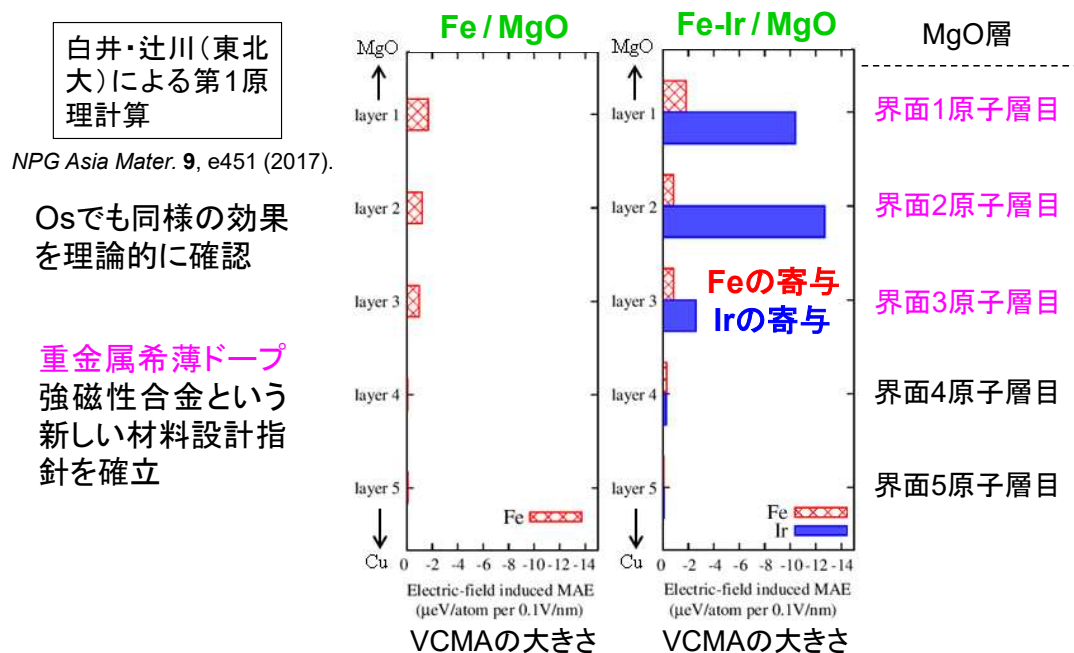 白井・辻川(東北
大)による第1原
理計算
NPG Asia Mater. 9, e451 (2017).
Osでも同様の効果
を理論的に確認
重金属希薄ドープ
強磁性合金という
新しい材料設計指
針を確立
Fe / MgO
MgO
layer 1
layer 2
layer 3
layer 4
layer 5
Cu
Fe
0 -2 -4 -6 -8 -10 -12 -14
Electric-field induced MAE
(μeV/atom per 0.1V/nm)
VCMAの大きさ
Fe-Ir / MgO
MgO
layer 1
layer 2
layer 3
layer 4
layer 5
Cu
Feの寄与
Irの寄与
Fe
Ir
0 -2 -4 -6 -8 -10 -12 -14
Electric-field induced MAE
(μeV/atom per 0.1V/nm)
VCMAの大きさ
MgO層
界面1原子層目
界面2原子層目
界面3原子層目
界面4原子層目
界面5原子層目